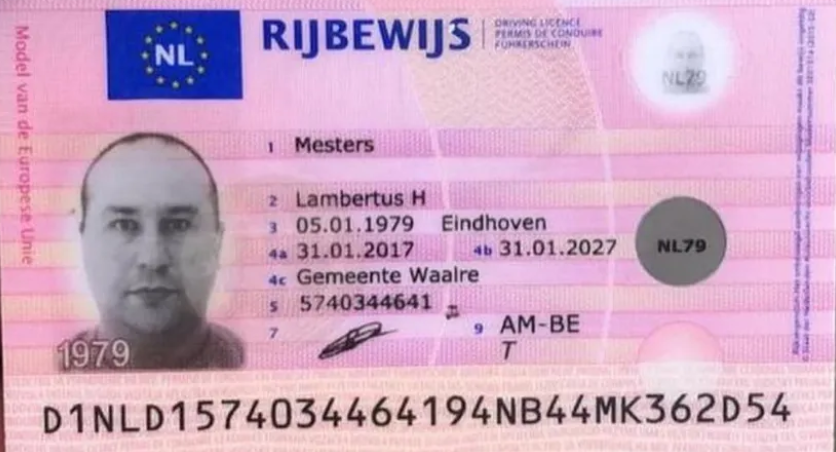 NL
RIJBEWIJS
DRIVING LICENCE
PERMIS DE CONDUIRE
FÜHRERSCHEIN
NL79
Model van de Europese Unie
1 Mesters
2 Lambertus H
3 05.01.1979 Eindhoven
4a 31.01.2017 4b 31.01.2027
NL79
4c Gemeente Waalre
5 5740344641
7 9 AM-BE
T
1979
D1NLD1574034464194NB44MK362D54